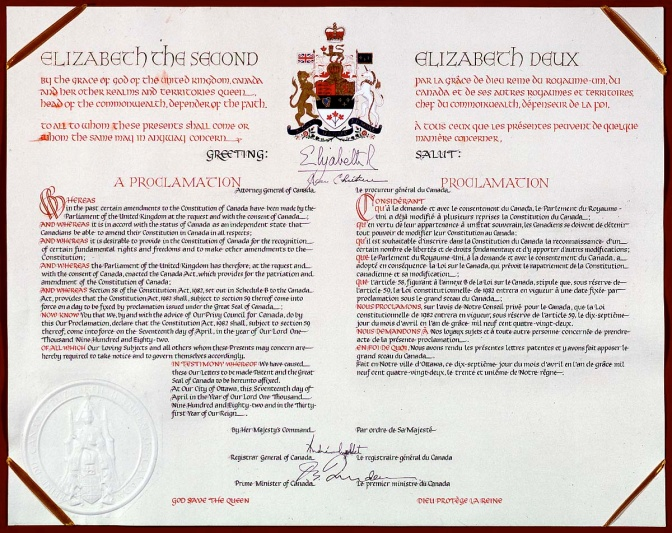 ELIZABETH THE SECOND
BY THE GRACE OF GOD OF THE UNITED KINGDOM, CANADA
AND HER OTHER REALMS AND TERRITORIES QUEEN,
HEAD OF THE COMMONWEALTH, DEFENDER OF THE FAITH.
TO ALL TO WHOM THESE PRESENTS SHALL COME OR
WHOM THE SAME MAY IN ANYWAY CONCERN,
GREETING:
A PROCLAMATION
Attorney General of Canada
WHEREAS
in the past certain amendments to the Constitution of Canada have been made by the
Parliament of the United Kingdom at the request and with the consent of Canada;
AND WHEREAS it is in accord with the status of Canada as an independent state that
Canadians be able to amend their Constitution in Canada in all respects;
AND WHEREAS it is desirable to provide in the Constitution of Canada for the recognition
of certain fundamental rights and freedoms and to make other amendments to the
Constitution;
AND WHEREAS the Parliament of the United Kingdom has therefore, at the request and
with the consent of Canada, enacted the Canada Act, which provides for the patriation and
amendment of the Constitution of Canada;
AND WHEREAS Section 58 of the Constitution Act, 1982, set out in Schedule B to the Canada
Act, provides that the Constitution Act, 1982 shall, subject to section 59 thereof, come into
force on a day to be fixed by proclamation issued under the Great Seal of Canada;
NOW KNOW You that We, by and with the advice of Our Privy Council for Canada, do by
this Our Proclamation, declare that the Constitution Act, 1982 shall, subject to section 59
thereof, come into force on the Seventeenth day of April, in the year of Our Lord One
Thousand Nine Hundred and Eighty-two.
OF ALL WHICH Our Loving Subjects and all others whom these Presents may concern are
hereby required to take notice and to govern themselves accordingly.
IN TESTIMONY WHEREOF We have caused
these Our Letters to be made Patent and the Great
Seal of Canada to be hereunto affixed.
At Our City of Ottawa, this Seventeenth day of
April in the Year of Our Lord One Thousand
Nine Hundred and Eighty-two and in the Thirty-
first Year of Our Reign.
By Her Majesty's Command
Registrar General of Canada
Prime Minister of Canada
GOD SAVE THE QUEEN
Elizabeth R
ELIZABETH DEUX
PAR LA GRÂCE DE DIEU REINE DU ROYAUME-UNI, DU
CANADA ET DE SES AUTRES ROYAUMES ET TERRITOIRES,
CHEF DU COMMONWEALTH, DÉFENSEUR DE LA FOI.
À TOUS CEUX QUE LES PRÉSENTES PEUVENT DE QUELQUE
MANIÈRE CONCERNER,
SALUT:
PROCLAMATION
Le procureur général du Canada
CONSIDÉRANT
Qu'à la demande et avec le consentement du Canada, le Parlement du Royaume-
Uni a déjà modifié à plusieurs reprises la Constitution du Canada;
QU'en vertu de leur appartenance à un État souverain, les Canadiens se doivent de détenir
tout pouvoir de modifier leur Constitution au Canada;
QU'il est souhaitable d'inscrire dans la Constitution du Canada la reconnaissance d'un
certain nombre de libertés et de droits fondamentaux et d'y apporter d'autres modifications;
QUE le Parlement du Royaume-Uni, à la demande et avec le consentement du Canada, a
adopté en conséquence la Loi sur le Canada, qui prévoit le rapatriement de la Constitution
canadienne et sa modification;
QUE l'article 58, figurant à l'annexe B de la Loi sur le Canada, stipule que, sous réserve de
l'article 59, la Loi constitutionnelle de 1982 entrera en vigueur à une date fixée par
proclamation sous le grand sceau du Canada.
NOUS PROCLAMONS, sur l'avis de Notre Conseil privé pour le Canada, que la Loi
constitutionnelle de 1982 entrera en vigueur, sous réserve de l'article 59, le dix-septième
jour du mois d'avril en l'an de grâce mil neuf cent quatre-vingt-deux.
NOUS DEMANDONS À Nos loyaux sujets et à toute autre personne concernée de prendre
acte de la présente proclamation.
EN FOI DE QUOI, Nous avons rendu les présentes lettres patentes et y avons fait apposer le
grand sceau du Canada.
Fait en Notre ville d'Ottawa, ce dix-septième jour du mois d'avril en l'an de grâce mil
neuf cent quatre-vingt-deux, le trente et unième de Notre règne.
Par ordre de Sa Majesté
Le registraire général du Canada
Le premier ministre du Canada
DIEU PROTÈGE LA REINE